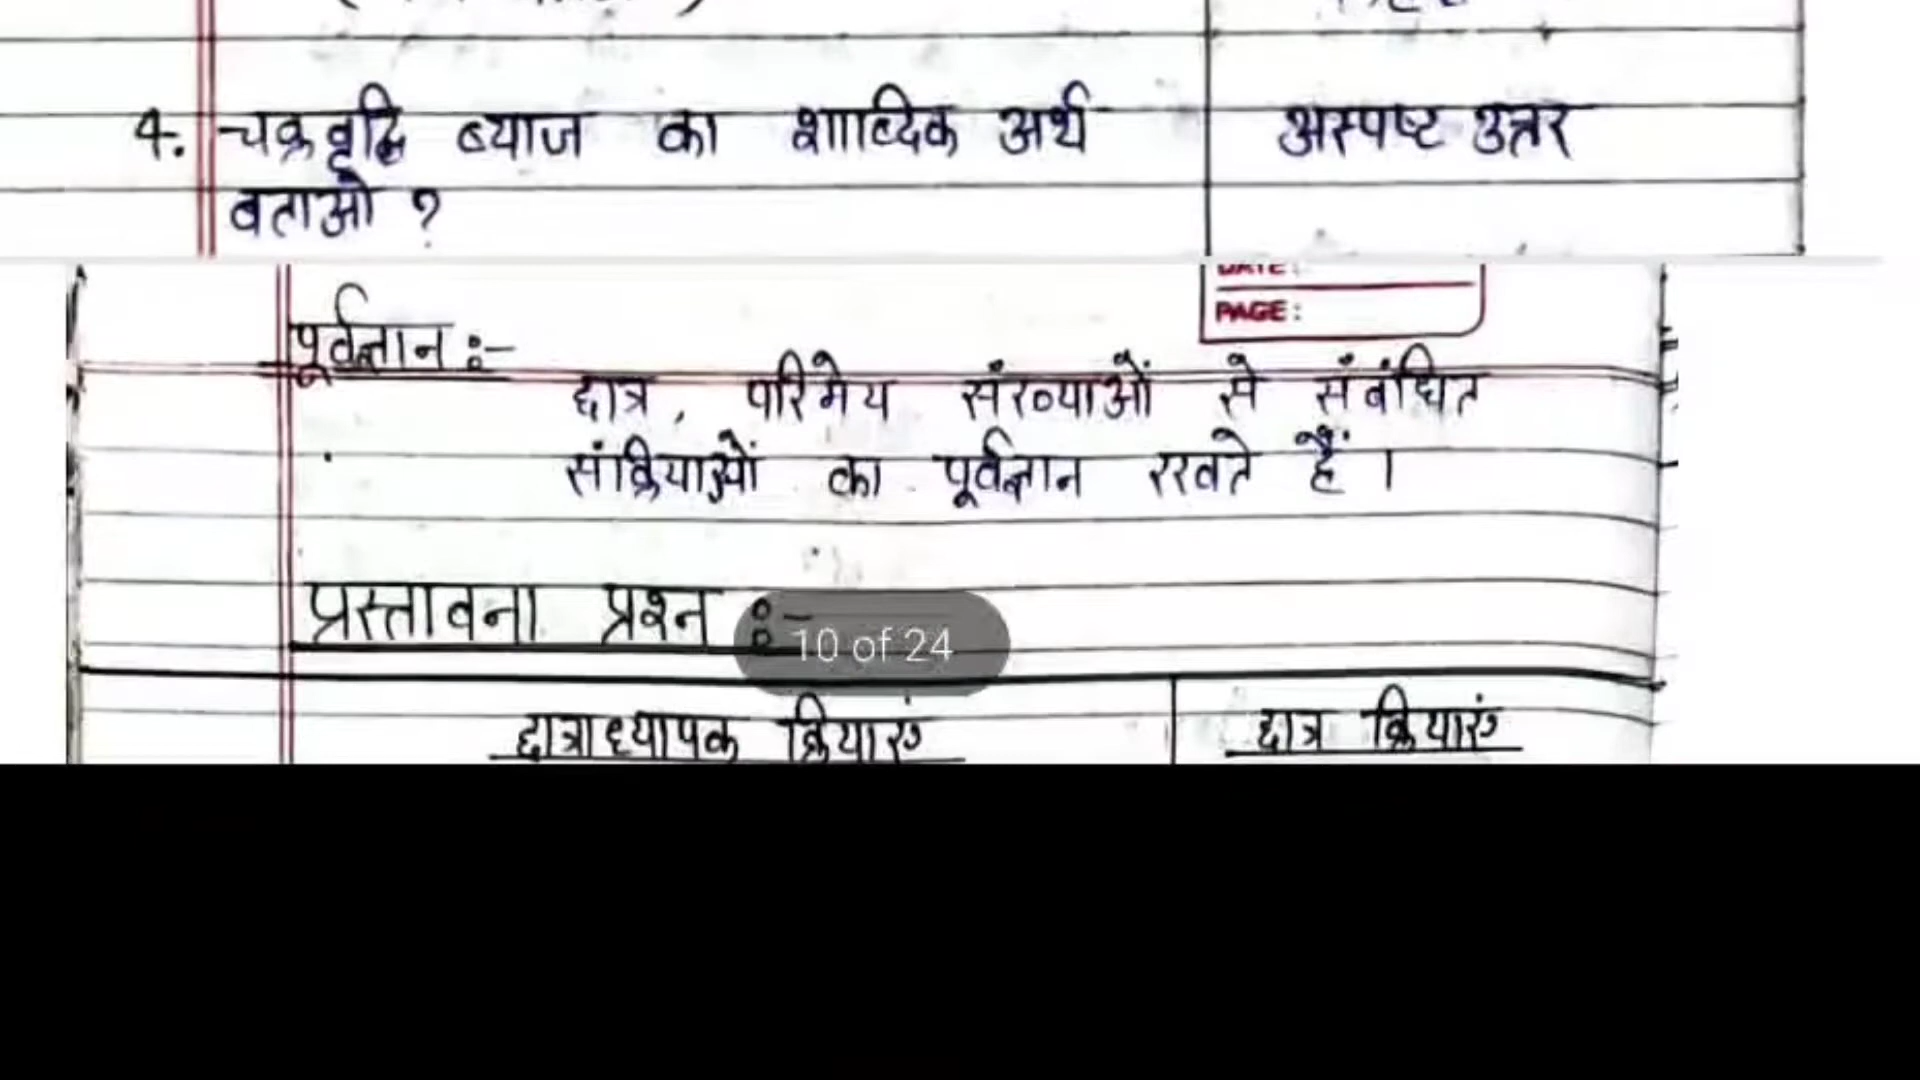 4. चक्रवृद्धि ब्याज का शाब्दिक अर्थ अस्पष्ट उत्तर
बताओ ?
DATE:
PAGE:
पूर्वज्ञान :-
छात्र, परिमेय संख्याओं से संबंधित
संक्रियाओं का पूर्वज्ञान रखते हैं ।
प्रस्तावना प्रश्न :-
10 of 24
छात्राध्यापक क्रियाएं छात्र क्रियाएं